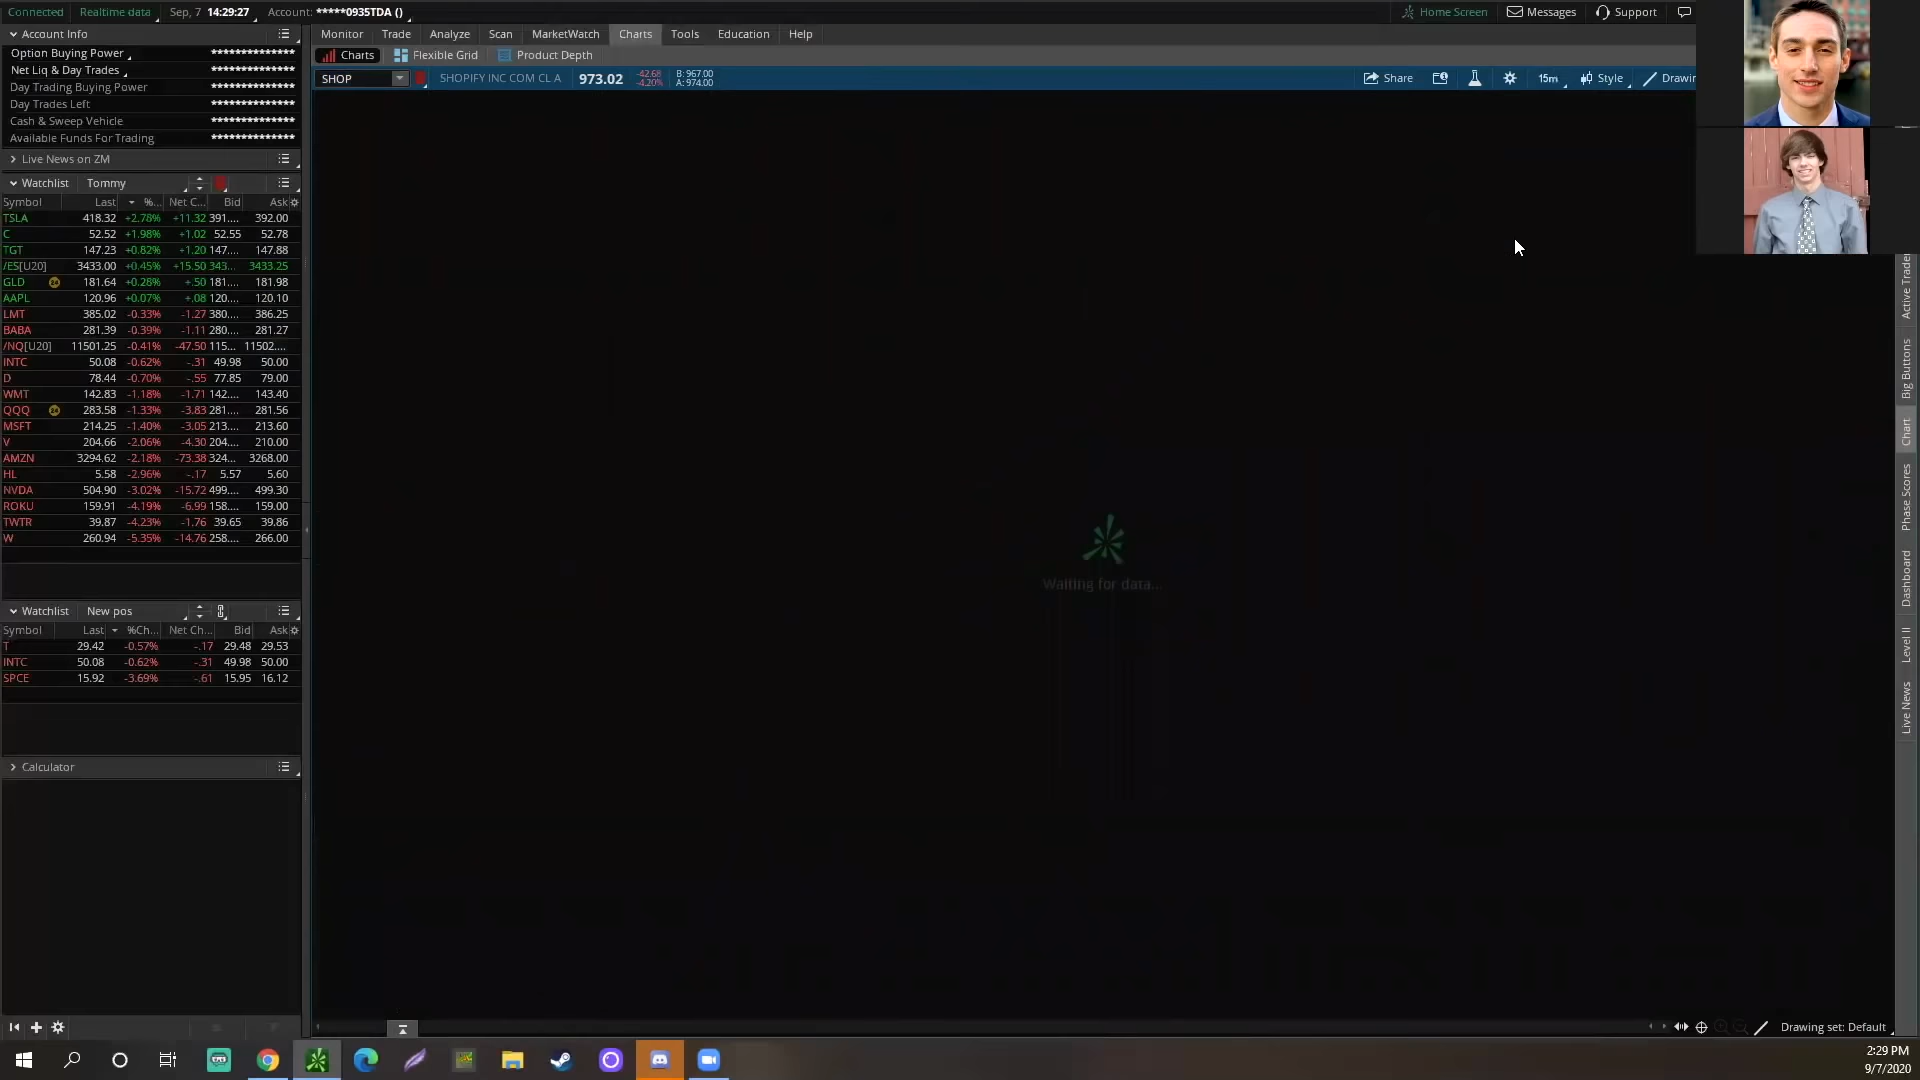 Connected Realtime data Sep, 7 14:29:27 Account: *****0935TDA () Home Screen Messages Support
Account Info
Option Buying Power **************
Net Liq & Day Trades **************
Day Trading Buying Power **************
Day Trades Left **************
Cash & Sweep Vehicle **************
Available Funds For Trading **************
Live News on ZM
Monitor Trade Analyze Scan MarketWatch Charts Tools Education Help
Charts Flexible Grid Product Depth
SHOP SHOPIFY INC COM CL A 973.02 -42.68 -4.20% B: 967.00 A: 974.00 Share 15m Style Drawin
Watchlist Tommy
Symbol Last %... Net C... Bid Ask
TSLA 418.32 +2.78% +11.32 391.... 392.00
C 52.52 +1.98% +1.02 52.55 52.78
TGT 147.23 +0.82% +1.20 147.... 147.88
/ES[U20] 3433.00 +0.45% +15.50 343... 3433.25
GLD 181.64 +0.28% +.50 181.... 181.98
AAPL 120.96 +0.07% +.08 120.... 120.10
LMT 385.02 -0.33% -1.27 380.... 386.25
BABA 281.39 -0.39% -1.11 280.... 281.27
/NQ[U20] 11501.25 -0.41% -47.50 115... 11502....
INTC 50.08 -0.62% -.31 49.98 50.00
D 78.44 -0.70% -.55 77.85 79.00
WMT 142.83 -1.18% -1.71 142.... 143.40
QQQ 283.58 -1.33% -3.83 281.... 281.56
MSFT 214.25 -1.40% -3.05 213.... 213.60
V 204.66 -2.06% -4.30 204.... 210.00
AMZN 3294.62 -2.18% -73.38 324... 3268.00
HL 5.58 -2.96% -.17 5.57 5.60
NVDA 504.90 -3.02% -15.72 499.... 499.30
ROKU 159.91 -4.19% -6.99 158.... 159.00
TWTR 39.87 -4.23% -1.76 39.65 39.86
W 260.94 -5.35% -14.76 258.... 266.00
Watchlist New pos
Symbol Last %Ch... Net Ch... Bid Ask
T 29.42 -0.57% -.17 29.48 29.53
INTC 50.08 -0.62% -.31 49.98 50.00
SPCE 15.92 -3.69% -.61 15.95 16.12
Calculator
Waiting for data...
Active Trader
Big Buttons
Chart
Phase Scores
Dashboard
Level II
Live News
Drawing set: Default
2:29 PM
9/7/2020